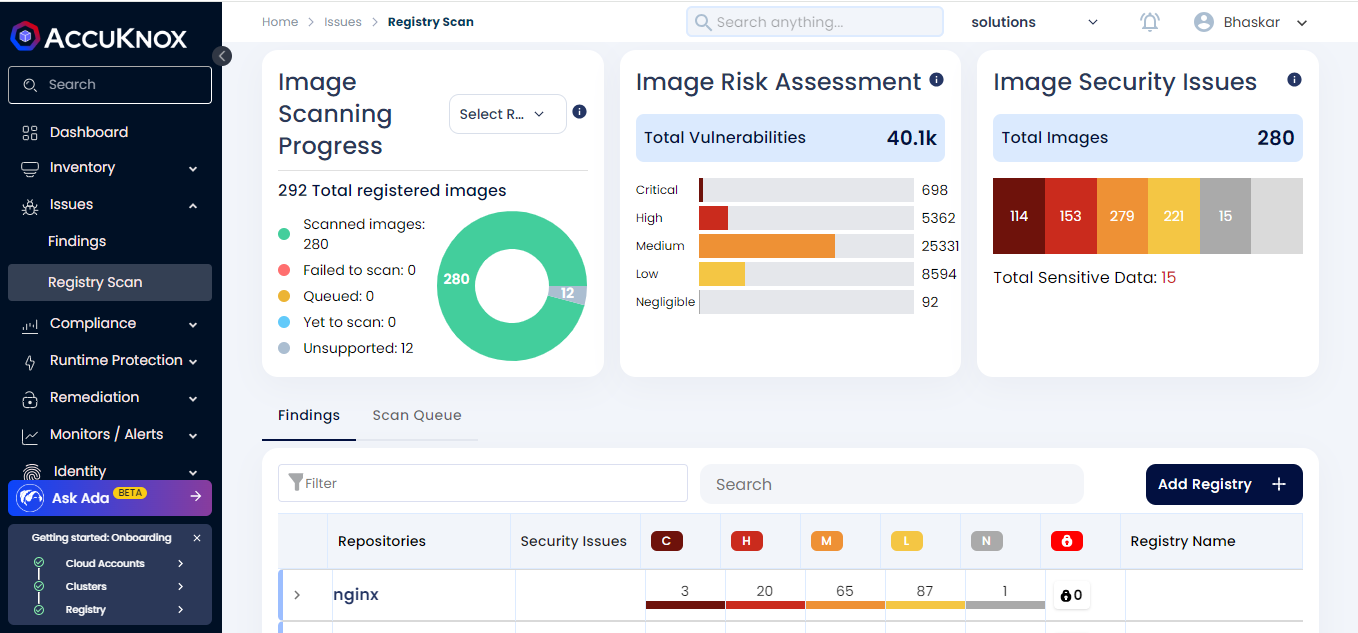 ACCUKNOX
Search
Dashboard
Inventory
Issues
Findings
Registry Scan
Compliance
Runtime Protection
Remediation
Monitors / Alerts
Identity
Ask Ada BETA
Getting started: Onboarding
Cloud Accounts
Clusters
Registry
Home > Issues > Registry Scan
Search anything...
solutions
Bhaskar
Image
Scanning
Progress
Select R...
292 Total registered images
Scanned images:
280
Failed to scan: 0
Queued: 0
Yet to scan: 0
Unsupported: 12
280
12
Image Risk Assessment
Total Vulnerabilities 40.1k
Critical 698
High 5362
Medium 25331
Low 8594
Negligible 92
Image Security Issues
Total Images 280
114 153 279 221 15
Total Sensitive Data: 15
Findings Scan Queue
Filter
Search
Add Registry +
Repositories Security Issues C H M L N Registry Name
nginx 3 20 65 87 1 0